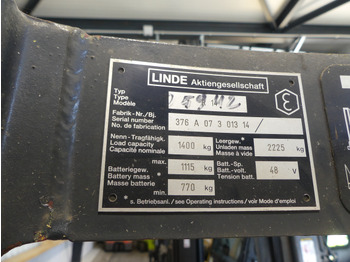 LINDE Aktiengesellschaft
Typ
Type
Modèle
Fabrik-Nr./Bj.
Serial number
No. de fabrication
376 A 07 3 013 14 /
Nenn-Tragfähigk.
Load capacity
Capacité nominale
1400 kg
Leergew.
Unladen mass
Masse à vide
2225 kg
Batteriegew.
Battery mass
Masse batterie
max.
1115 kg
min.
770 kg
Batt.-Sp.
Batt.-volt.
Tension batt.
48 V
s. Betriebsanl. / see Operating instructions / voir Mode d'emploi